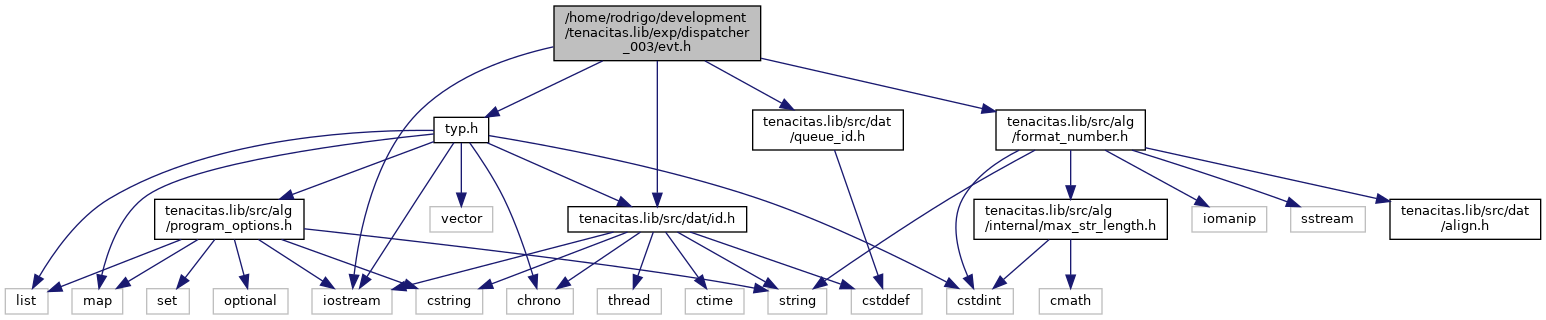 /home/rodrigo/development
/tenacitas.lib/exp/dispatcher
_003/evt.h
typ.h
tenacitas.lib/src/dat
/queue_id.h
tenacitas.lib/src/alg
/format_number.h
tenacitas.lib/src/alg
/program_options.h
vector
tenacitas.lib/src/dat/id.h
tenacitas.lib/src/alg
/internal/max_str_length.h
iomanip
sstream
tenacitas.lib/src/dat
/align.h
list
map
set
optional
iostream
cstring
chrono
thread
ctime
string
cstddef
cstdint
cmath